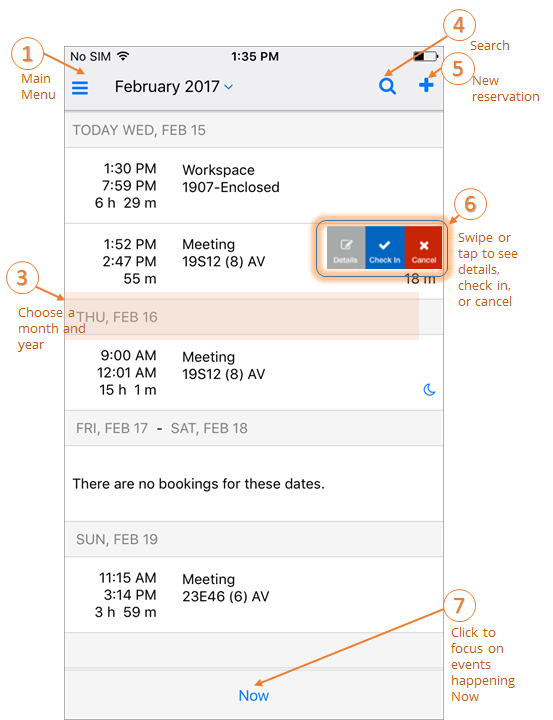 4
Search
1
Main
Menu
No SIM
1:35 PM
February 2017
5
New
reservation
TODAY WED, FEB 15
1:30 PM
Workspace
7:59 PM
1907-Enclosed
6 h 29 m
6
Swipe or
tap to see
details,
check in,
or cancel
1:52 PM
Meeting
2:47 PM
19S12 (8) AV
55 m
Details
Check In
Cancel
18 m
3
Choose a
month and
year
THU, FEB 16
9:00 AM
Meeting
12:01 AM
19S12 (8) AV
15 h 1 m
FRI, FEB 17 - SAT, FEB 18
There are no bookings for these dates.
SUN, FEB 19
11:15 AM
Meeting
3:14 PM
23E46 (6) AV
3 h 59 m
7
Click to
focus on
events
happening
Now
Now